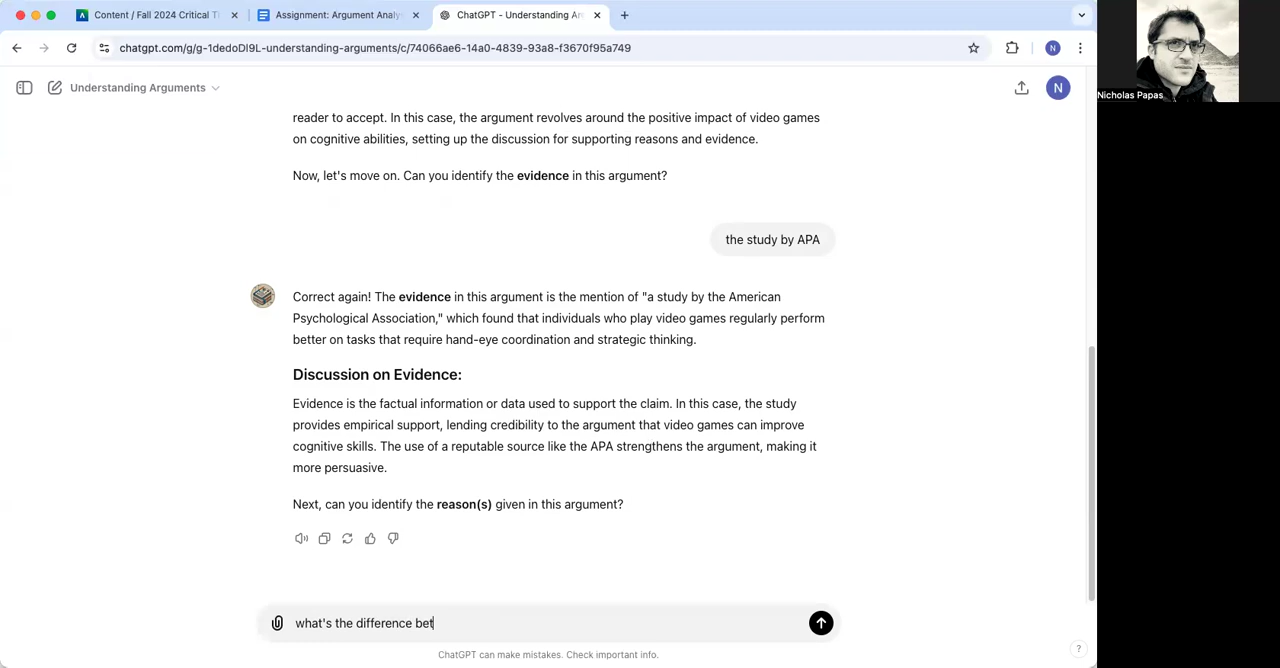 Content / Fall 2024 Critical T
Assignment: Argument Analys
ChatGPT - Understanding Ar
chatgpt.com/g/g-1dedoDl9L-understanding-arguments/c/74066ae6-14a0-4839-93a8-f3670f95a749
N
Understanding Arguments
N
Nicholas Papas
reader to accept. In this case, the argument revolves around the positive impact of video games
on cognitive abilities, setting up the discussion for supporting reasons and evidence.
Now, let's move on. Can you identify the evidence in this argument?
the study by APA
Correct again! The evidence in this argument is the mention of "a study by the American
Psychological Association," which found that individuals who play video games regularly perform
better on tasks that require hand-eye coordination and strategic thinking.
Discussion on Evidence:
Evidence is the factual information or data used to support the claim. In this case, the study
provides empirical support, lending credibility to the argument that video games can improve
cognitive skills. The use of a reputable source like the APA strengthens the argument, making it
more persuasive.
Next, can you identify the reason(s) given in this argument?
what's the difference bet
ChatGPT can make mistakes. Check important info.
?